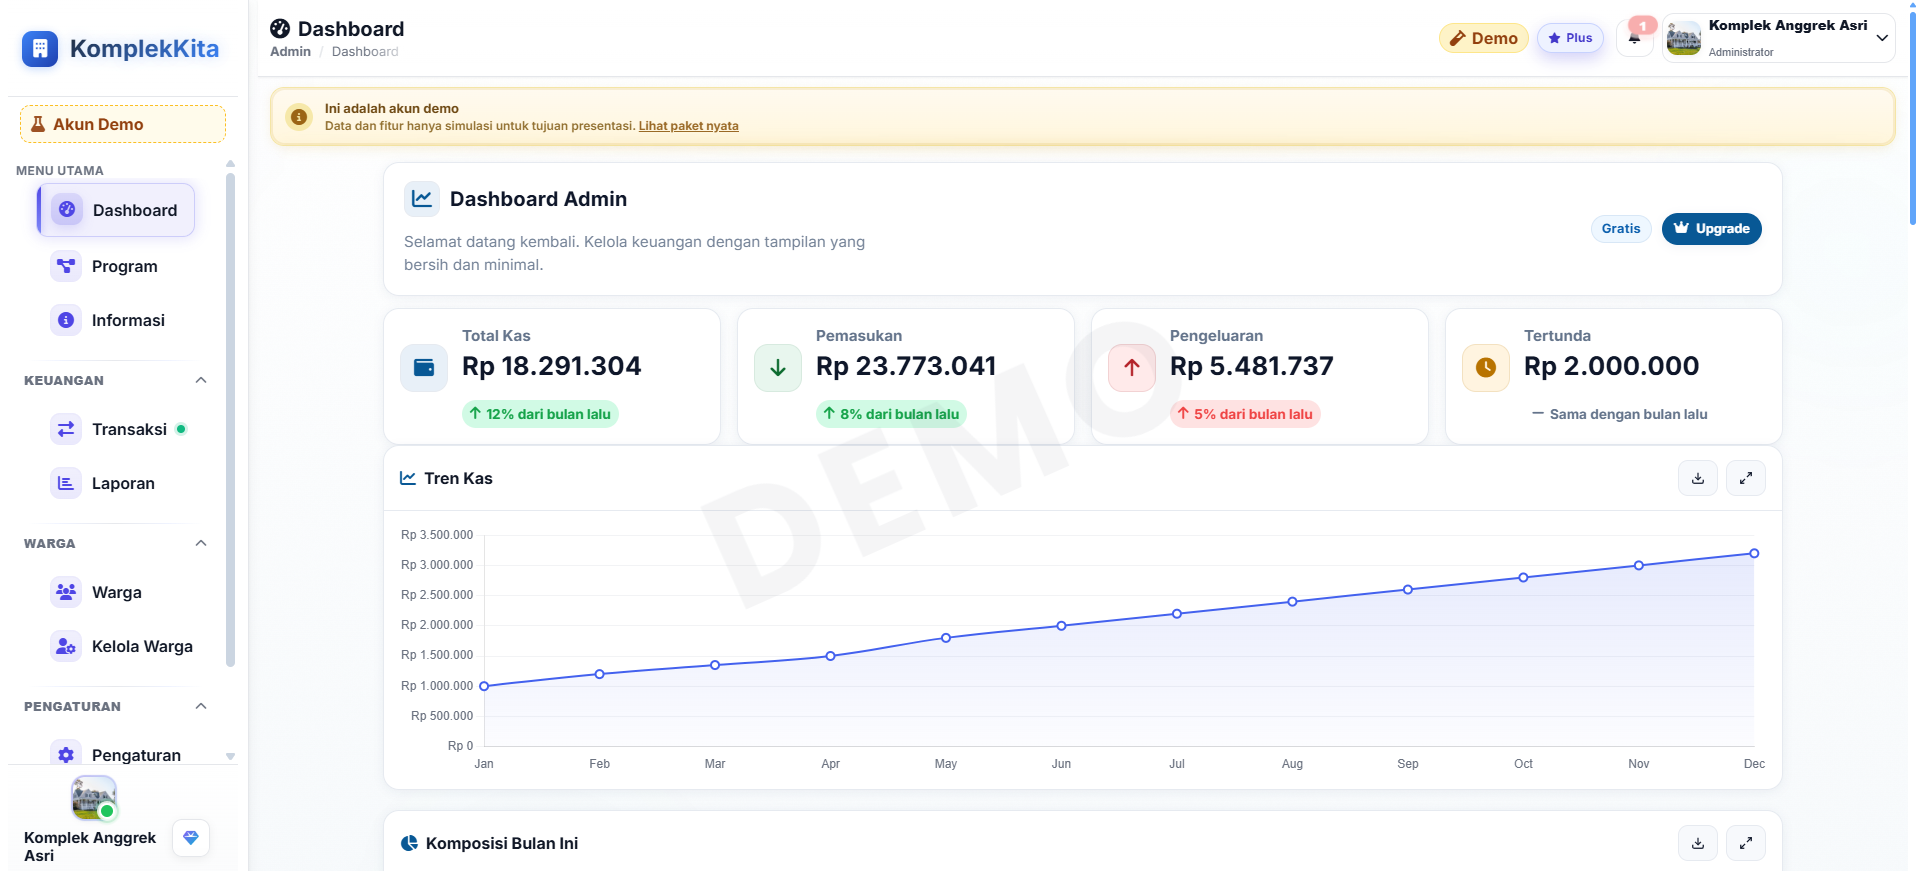 KomplekKita
Akun Demo
MENU UTAMA
Dashboard
Program
Informasi
KEUANGAN
Transaksi
Laporan
WARGA
Warga
Kelola Warga
PENGATURAN
Pengaturan
Komplek Anggrek
Asri
Dashboard
Admin / Dashboard
Demo
Plus
1
Komplek Anggrek Asri
Administrator
Ini adalah akun demo
Data dan fitur hanya simulasi untuk tujuan presentasi. Lihat paket nyata
Dashboard Admin
Selamat datang kembali. Kelola keuangan dengan tampilan yang
bersih dan minimal.
Gratis
Upgrade
Total Kas
Rp 18.291.304
12% dari bulan lalu
Pemasukan
Rp 23.773.041
8% dari bulan lalu
Pengeluaran
Rp 5.481.737
5% dari bulan lalu
Tertunda
Rp 2.000.000
Sama dengan bulan lalu
DEMO
Tren Kas
Rp 3.500.000
Rp 3.000.000
Rp 2.500.000
Rp 2.000.000
Rp 1.500.000
Rp 1.000.000
Rp 500.000
Rp 0
Jan Feb Mar Apr May Jun Jul Aug Sep Oct Nov Dec
Komposisi Bulan Ini